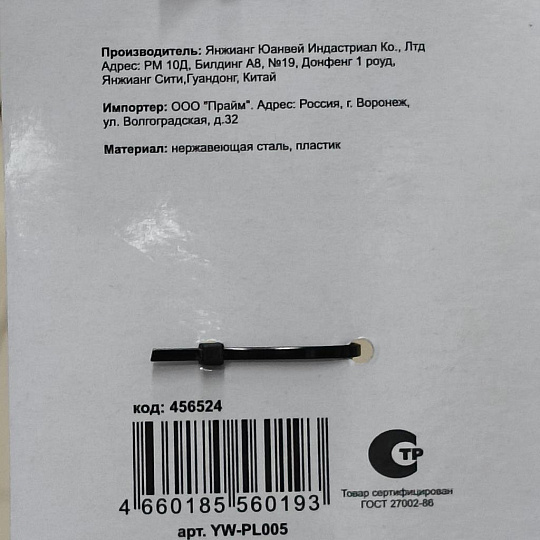 Производитель: Янжианг Юанвей Индастриал Ко., Лтд
Адрес: РМ 10Д, Билдинг А8, №19, Донфенг 1 роуд,
Янжианг Сити,Гуандонг, Китай
Импортер: ООО "Прайм". Адрес: Россия, г. Воронеж,
ул. Волгоградская, д.32
Материал: нержавеющая сталь, пластик
код: 456524
4 660185 560193
арт. YW-PL005
СТР
Товар сертифицирован
ГОСТ 27002-86